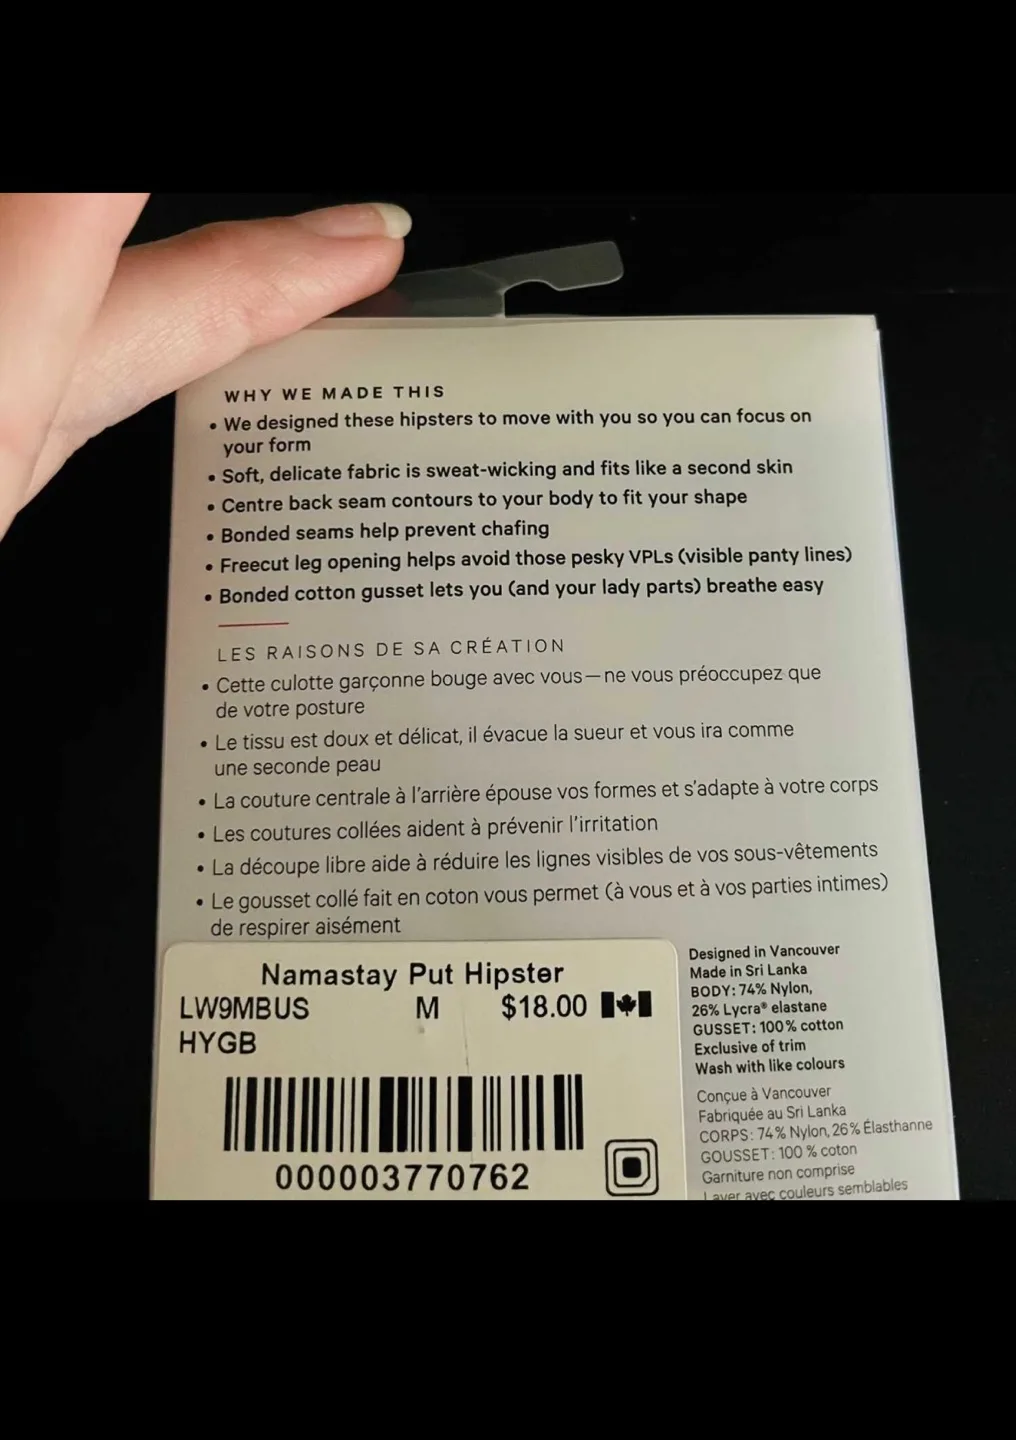 WHY WE MADE THIS
• We designed these hipsters to move with you so you can focus on
your form
• Soft, delicate fabric is sweat-wicking and fits like a second skin
• Centre back seam contours to your body to fit your shape
• Bonded seams help prevent chafing
• Freecut leg opening helps avoid those pesky VPLs (visible panty lines)
• Bonded cotton gusset lets you (and your lady parts) breathe easy
LES RAISONS DE SA CRÉATION
• Cette culotte garçonne bouge avec vous—ne vous préoccupez que
de votre posture
• Le tissu est doux et délicat, il évacue la sueur et vous ira comme
une seconde peau
• La couture centrale à l'arrière épouse vos formes et s'adapte à votre corps
• Les coutures collées aident à prévenir l'irritation
• La découpe libre aide à réduire les lignes visibles de vos sous-vêtements
• Le gousset collé fait en coton vous permet (à vous et à vos parties intimes)
de respirer aisément
Namastay Put Hipster
LW9MBUS M $18.00
HYGB
000003770762
Designed in Vancouver
Made in Sri Lanka
BODY: 74% Nylon,
26% Lycra® elastane
GUSSET: 100% cotton
Exclusive of trim
Wash with like colours
Conçue à Vancouver
Fabriquée au Sri Lanka
CORPS: 74% Nylon, 26% Élasthanne
GOUSSET: 100 % coton
Garniture non comprise
Laver avec couleurs semblables